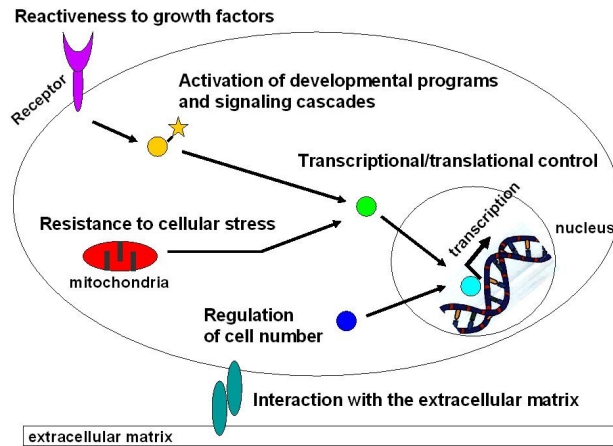 Reactiveness to growth factors
Receptor
Activation of developmental programs
and signaling cascades
Transcriptional/translational control
transcription
nucleus
Resistance to cellular stress
mitochondria
Regulation
of cell number
Interaction with the extracellular matrix
extracellular matrix